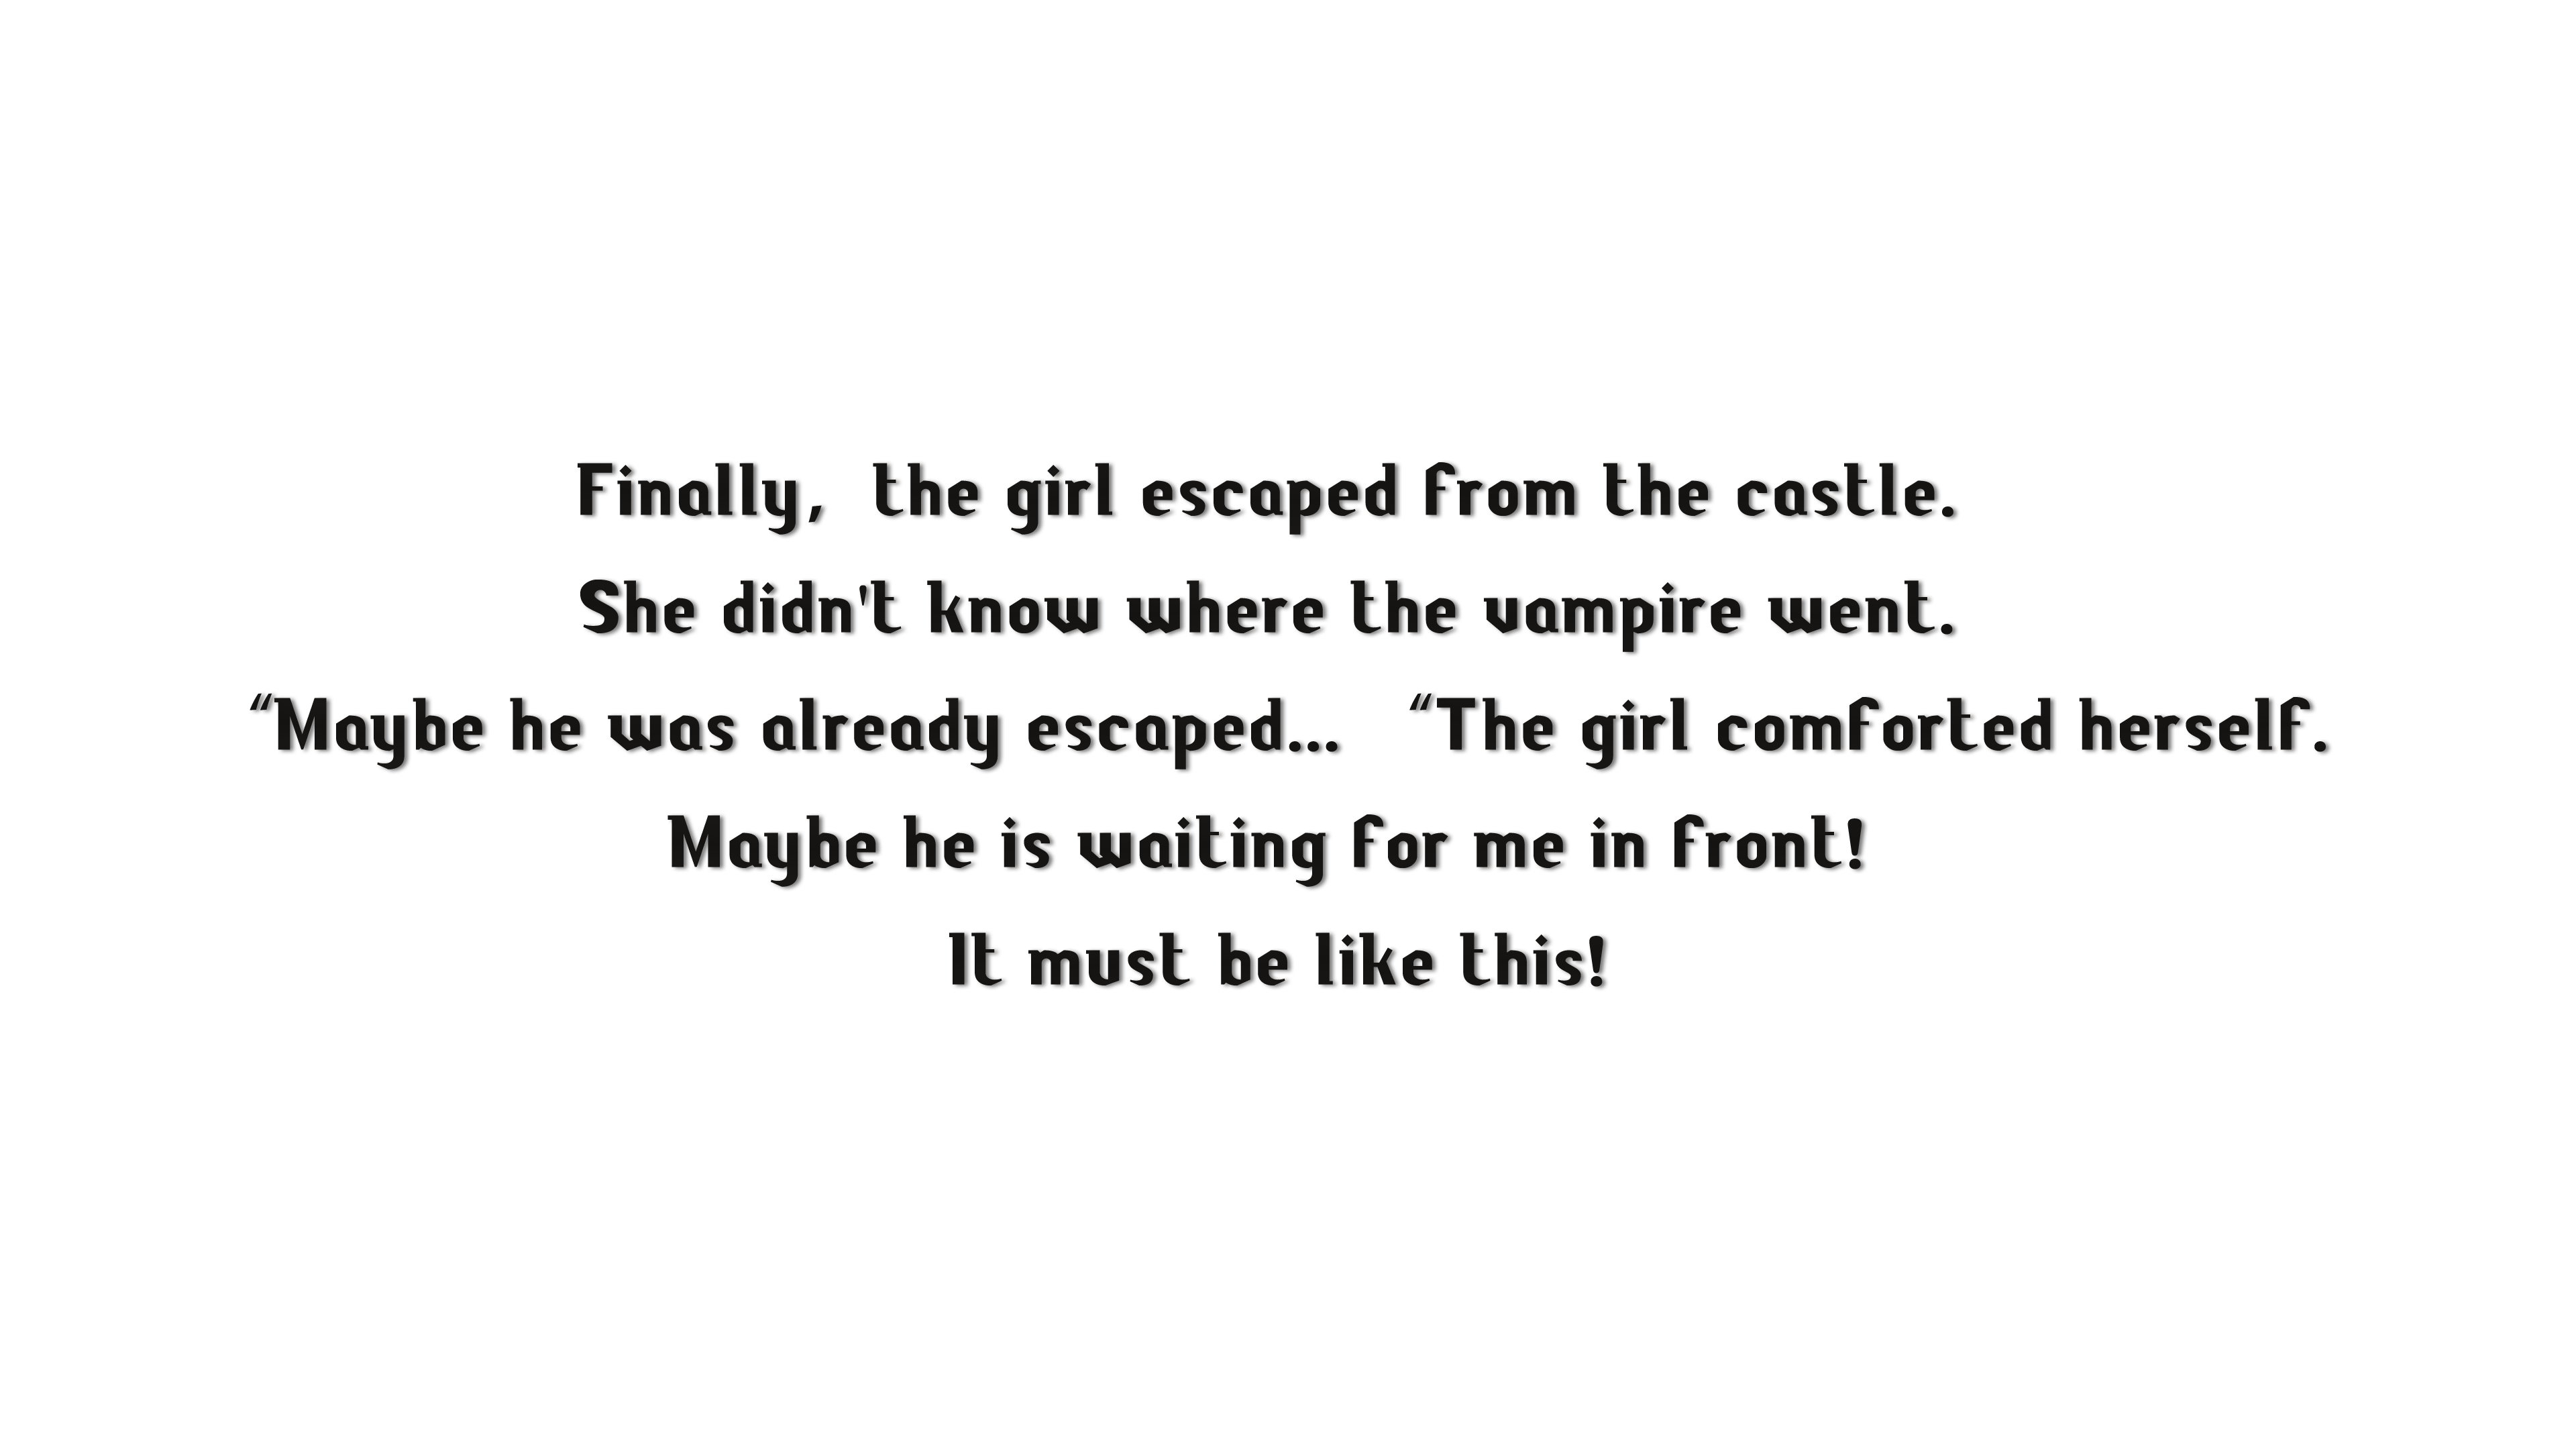 Finally,  the girl escaped from the castle.
She didn't know where the vampire went.
“Maybe he was already escaped...  “The girl comforted herself.
Maybe he is waiting for me in front!
It must be like this!